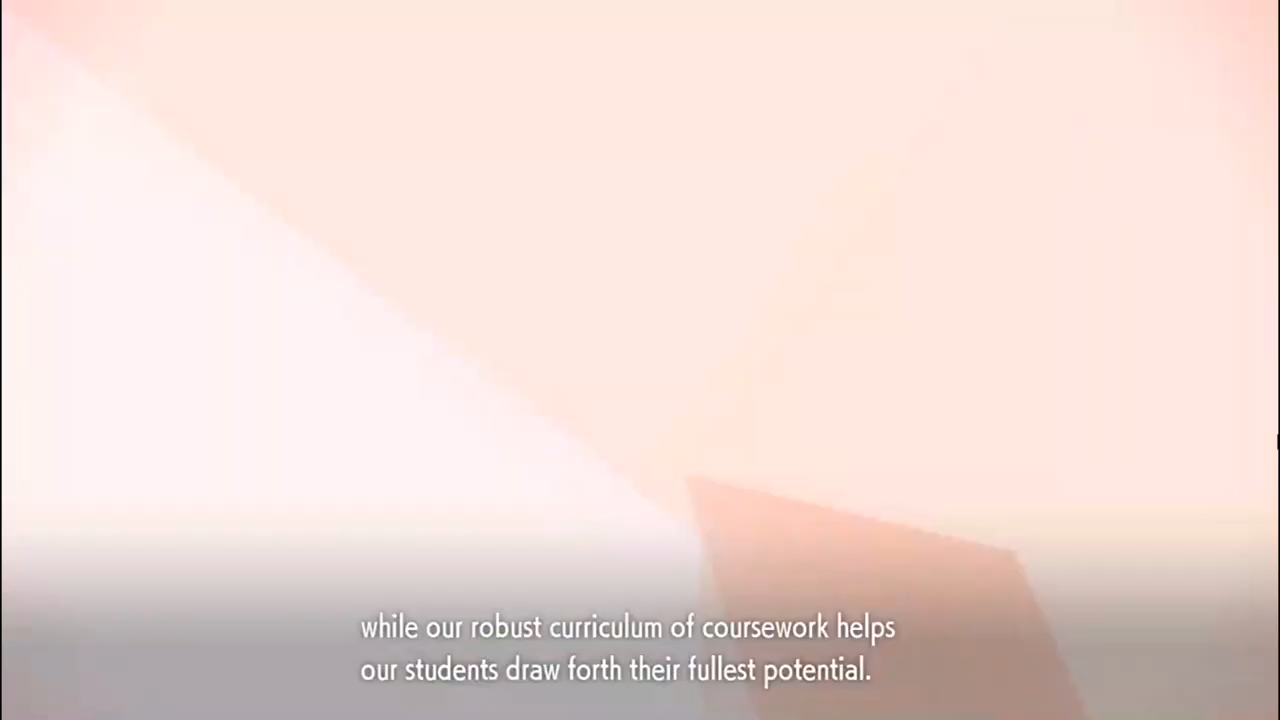 while our robust curriculum of coursework helps
our students draw forth their fullest potential.